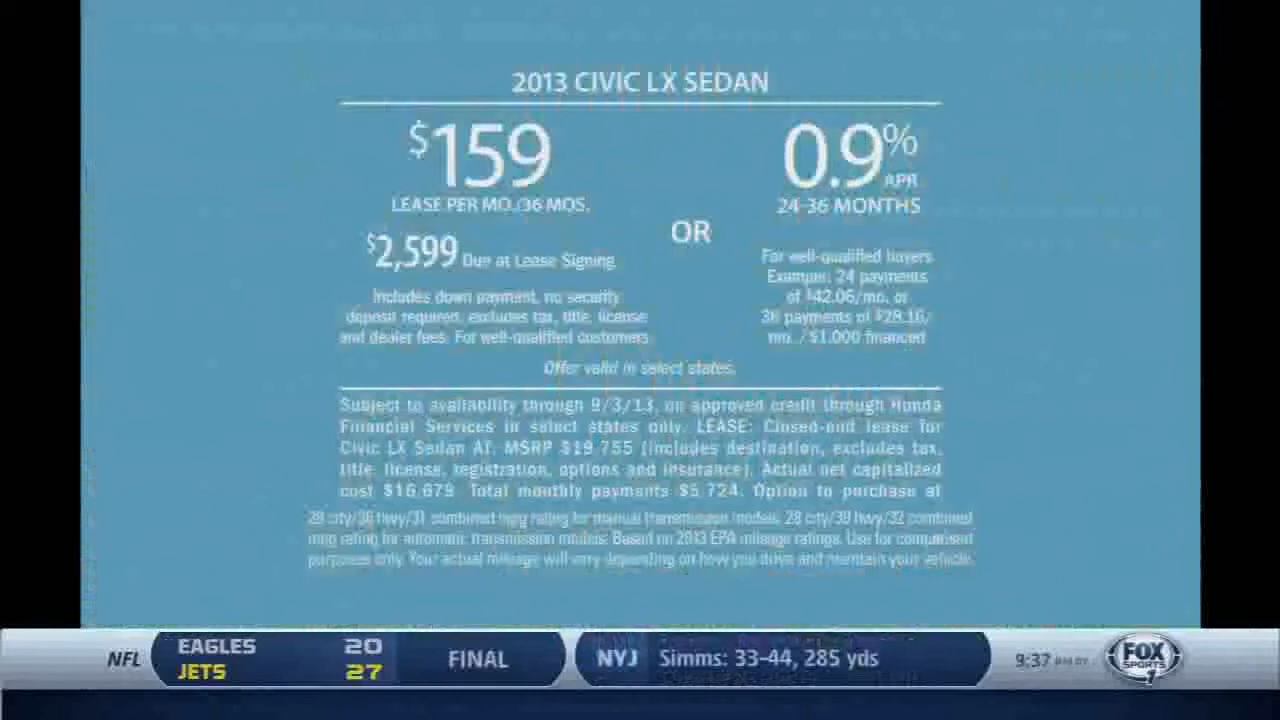 2013 CIVIC LX SEDAN
$159
LEASE PER MO./36 MOS.
$2,599 Due at Lease Signing
Includes down payment, no security
deposit required, excludes tax, title, license
and dealer fees. For well-qualified customers.
OR
0.9% APR
24-36 MONTHS
For well-qualified buyers
Example: 24 payments
of $42.06/mo. or
36 payments of $28.16/
mo. / $1,000 financed
Offer valid in select states.
Subject to availability through 9/3/13, on approved credit through Honda
Financial Services in select states only. LEASE: Closed-end lease for
Civic LX Sedan AT. MSRP $19,755 (includes destination, excludes tax,
title, license, registration, options and insurance). Actual net capitalized
cost $16,679. Total monthly payments $5,724. Option to purchase at
28 city/36 hwy/31 combined mpg rating for manual transmission models. 28 city/39 hwy/32 combined
mpg rating for automatic transmission models. Based on 2013 EPA mileage ratings. Use for comparison
purposes only. Your actual mileage will vary depending on how you drive and maintain your vehicle.
NFL
EAGLES 20
JETS 27
FINAL
NYJ Simms: 33-44, 285 yds
9:37
FOX
SPORTS
1